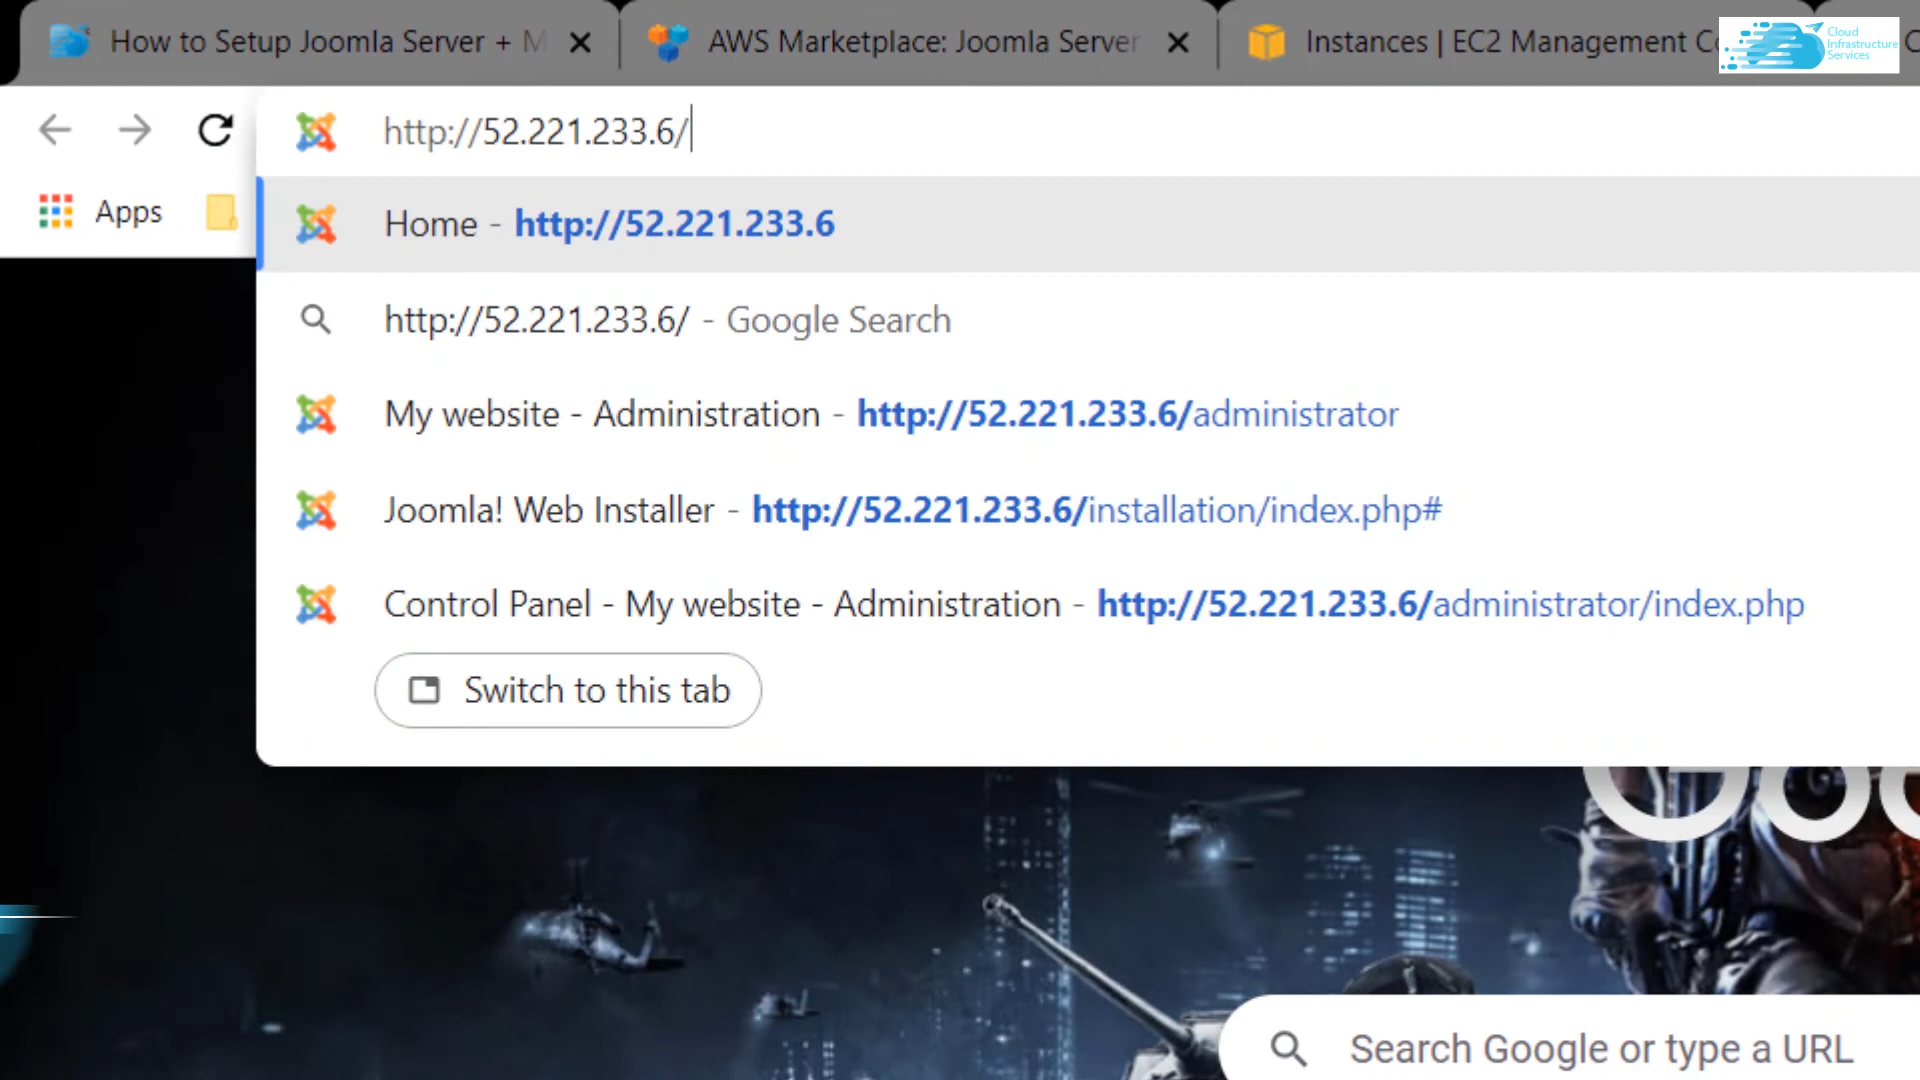 How to Setup Joomla Server + M
AWS Marketplace: Joomla Server
Instances | EC2 Management Co
Cloud
Infrastructure
Services
http://52.221.233.6/
Apps
Home - http://52.221.233.6
http://52.221.233.6/ - Google Search
My website - Administration - http://52.221.233.6/administrator
Joomla! Web Installer - http://52.221.233.6/installation/index.php#
Control Panel - My website - Administration - http://52.221.233.6/administrator/index.php
Switch to this tab
Search Google or type a URL